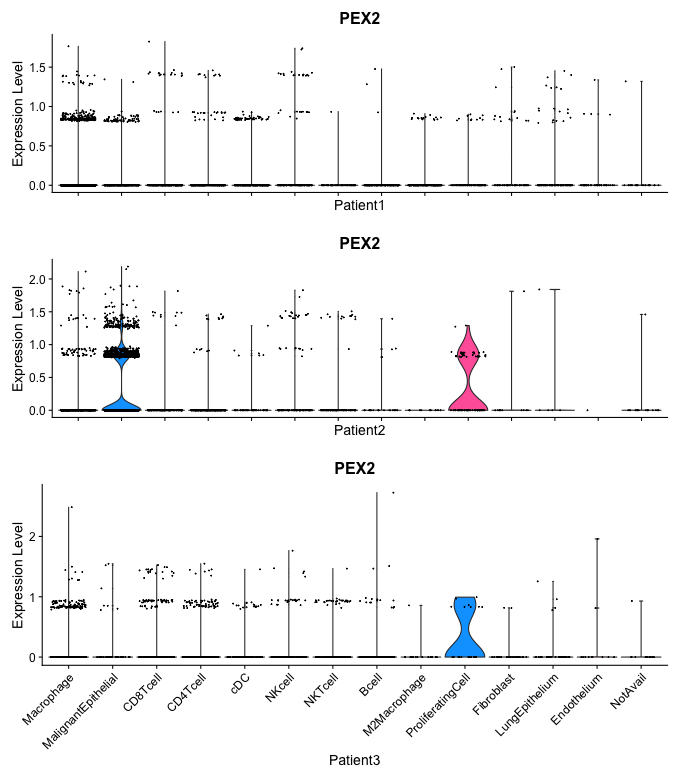 PEX2
Expression Level
1.5
1.0
0.5
0.0
Patient1
PEX2
Expression Level
2.0
1.5
1.0
0.5
0.0
Patient2
PEX2
Expression Level
2
1
0
Macrophage
MalignantEpithelial
CD8Tcell
CD4Tcell
cDC
NKcell
NKTcell
Bcell
M2Macrophage
ProliferatingCell
Fibroblast
LungEpithelium
Endothelium
NotAvail
Patient3